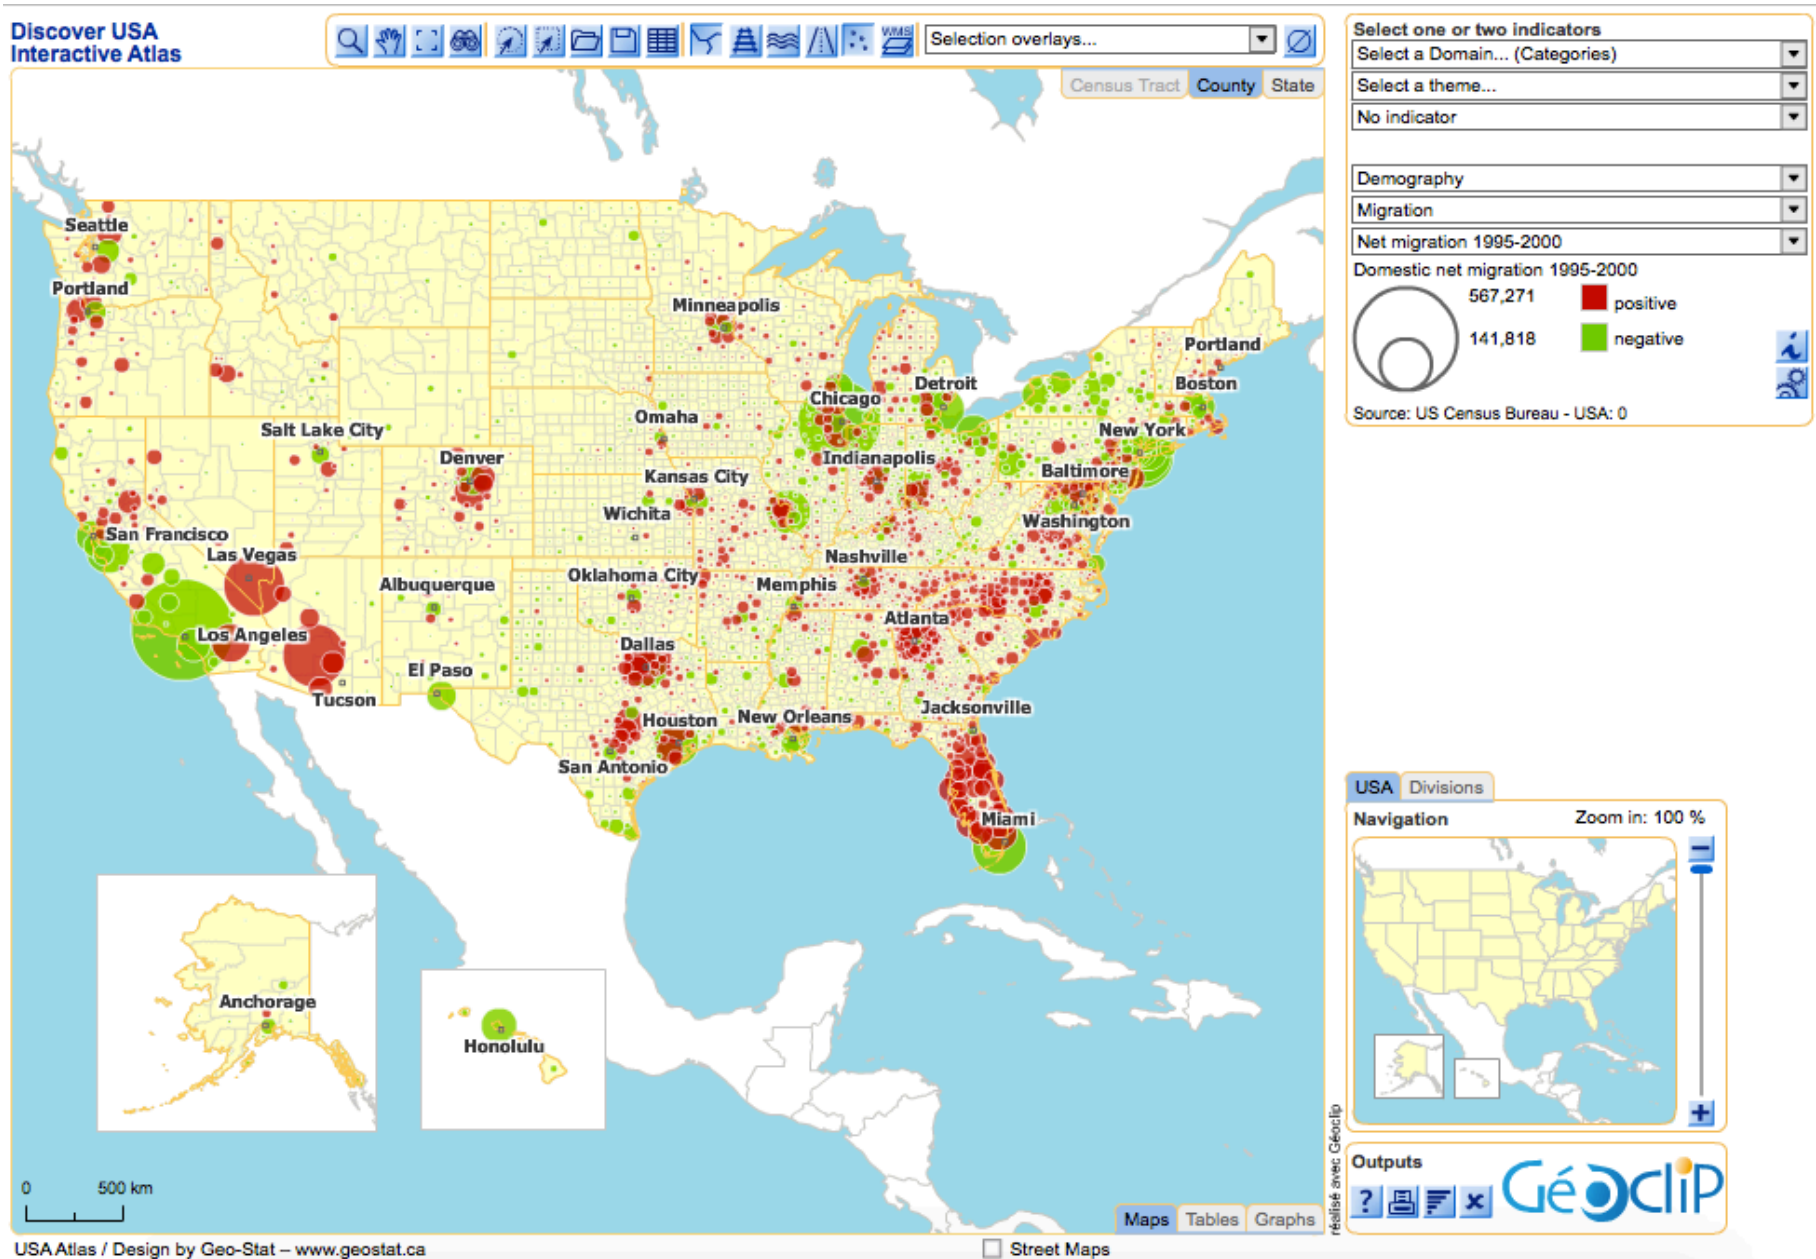 Discover USA
Interactive Atlas
WMS
Selection overlays...
Census Tract
County
State
Seattle
Portland
Minneapolis
Portland
Boston
Detroit
Chicago
New York
Omaha
Salt Lake City
Denver
Indianapolis
Baltimore
Kansas City
Wichita
Washington
San Francisco
Las Vegas
Nashville
Albuquerque
Oklahoma City
Memphis
Atlanta
Los Angeles
Dallas
El Paso
Tucson
Jacksonville
Houston
New Orleans
San Antonio
Miami
Anchorage
Honolulu
0 500 km
Maps
Tables
Graphs
USA Atlas / Design by Geo-Stat – www.geostat.ca
Street Maps
réalisé avec Géoclip
Select one or two indicators
Select a Domain... (Categories)
Select a theme...
No indicator
Demography
Migration
Net migration 1995-2000
Domestic net migration 1995-2000
567,271
positive
141,818
negative
i
Source: US Census Bureau - USA: 0
USA
Divisions
Navigation
Zoom in: 100 %
Outputs
?
GéoclIP